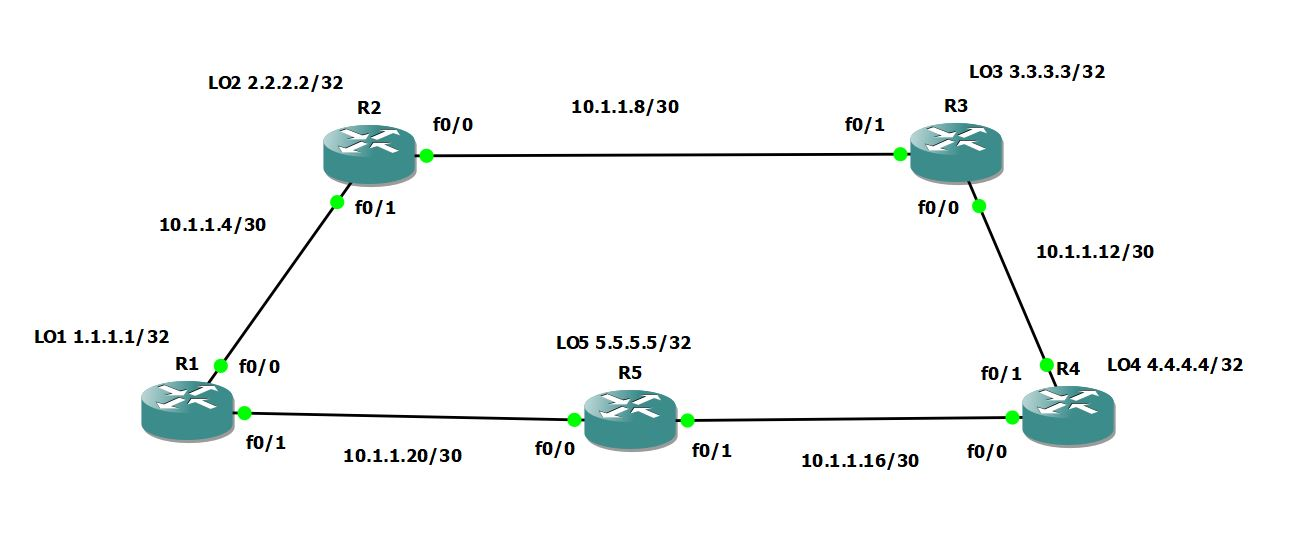 LO3 3.3.3.3/32
LO2 2.2.2.2/32
R2
10.1.1.8/30
R3
f0/0
f0/1
f0/1
f0/0
10.1.1.4/30
10.1.1.12/30
LO1 1.1.1.1/32
LO5 5.5.5.5/32
R1
f0/0
R5
f0/1
R4
LO4 4.4.4.4/32
f0/1
10.1.1.20/30
f0/0
f0/1
10.1.1.16/30
f0/0